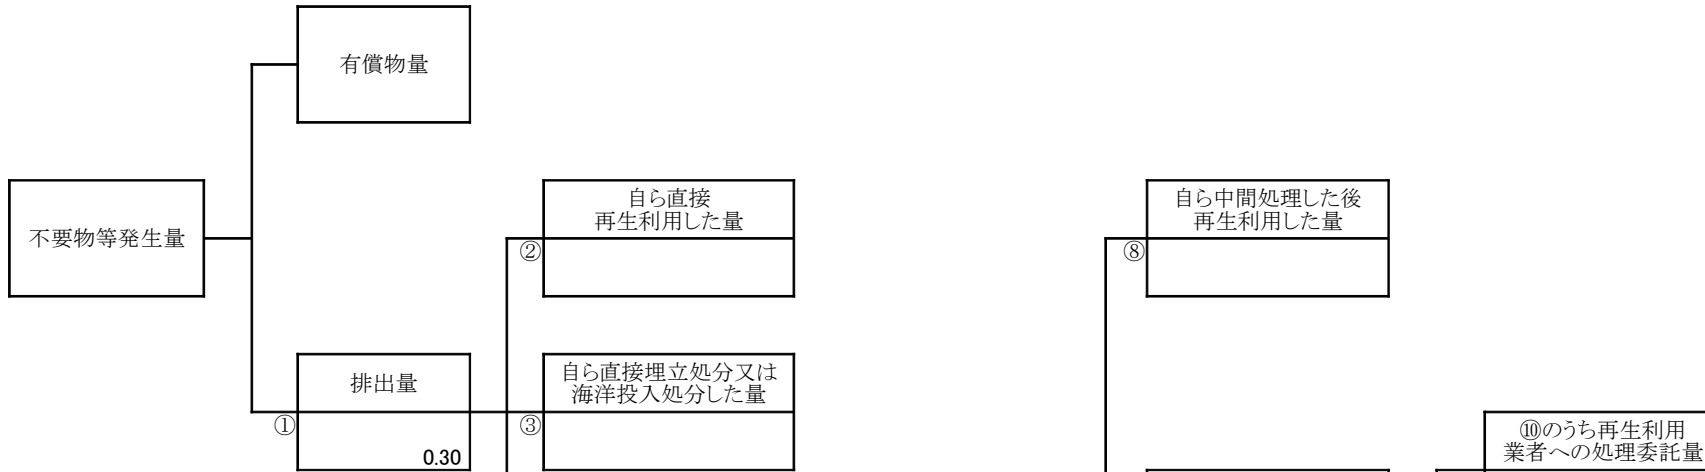 有償物量
不要物等発生量
自ら直接
再生利用した量
②
自ら中間処理した後
再生利用した量
⑧
排出量
①
0.30
自ら直接埋立処分又は
海洋投入処分した量
③
⑩のうち再生利用
業者への処理委託量